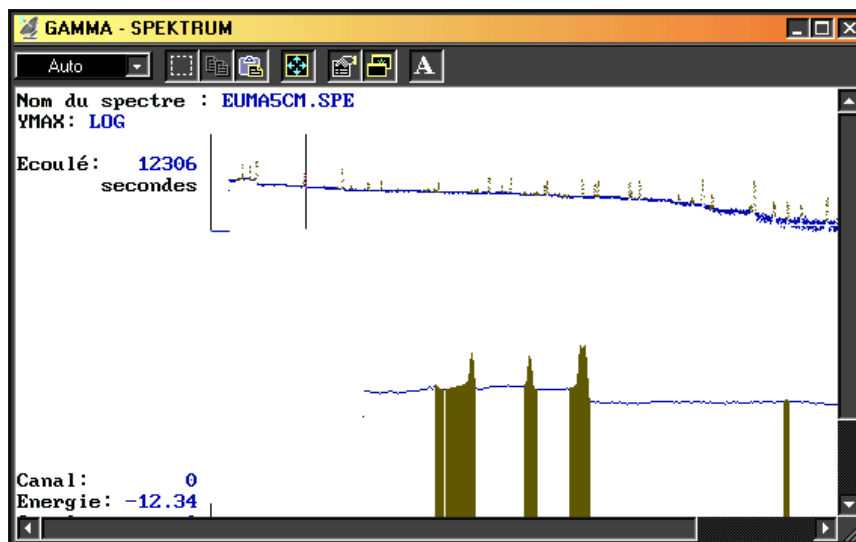 GAMMA - SPEKTRUM
Auto
A
Nom du spectre : EUMA5CM.SPE
YMAX: LOG
Ecoulé: 12306
secondes
Canal: 0
Energie: -12.34